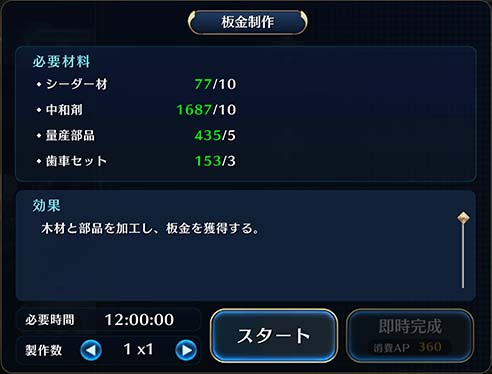 板金制作
必要材料
◆シーダー材 77/10
◆中和剤 1687/10
◆量産部品 435/5
◆歯車セット 153/3
効果
木材と部品を加工し、板金を獲得する。
必要時間 12:00:00
製作数 1 x1
スタート
即時完成
消費AP 360